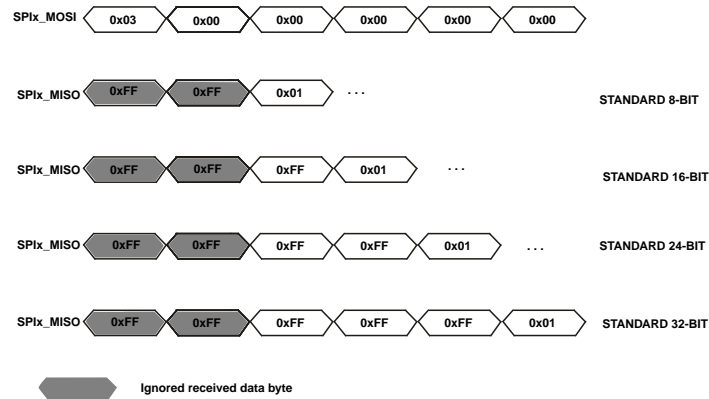 SPIx_MOSI 0x03 0x00 0x00 0x00 0x00 0x00
SPIx_MISO 0xFF 0xFF 0x01 ... STANDARD 8-BIT
SPIx_MISO 0xFF 0xFF 0xFF 0x01 ... STANDARD 16-BIT
SPIx_MISO 0xFF 0xFF 0xFF 0xFF 0x01 ... STANDARD 24-BIT
SPIx_MISO 0xFF 0xFF 0xFF 0xFF 0xFF 0x01 STANDARD 32-BIT
Ignored received data byte